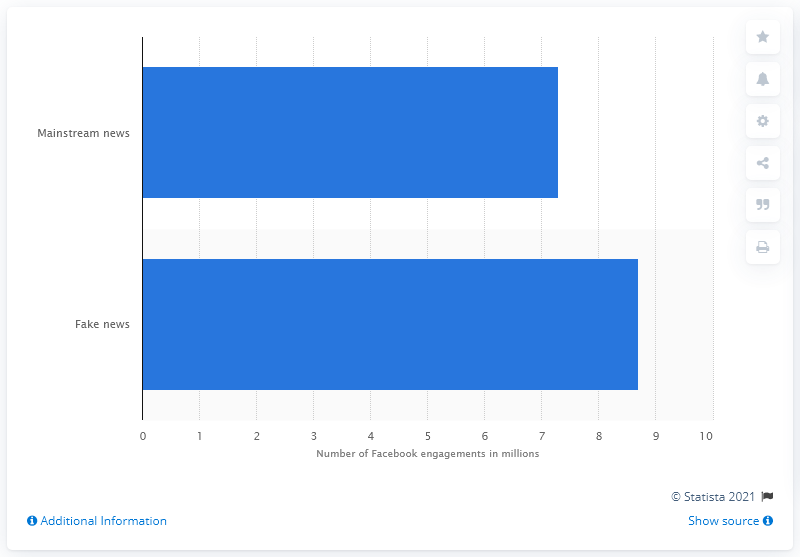 Mainstream news
Fake news
0 1 2 3 4 5 6 7 8 9 10
Number of Facebook engagements in millions
© Statista 2021
Additional Information
Show source